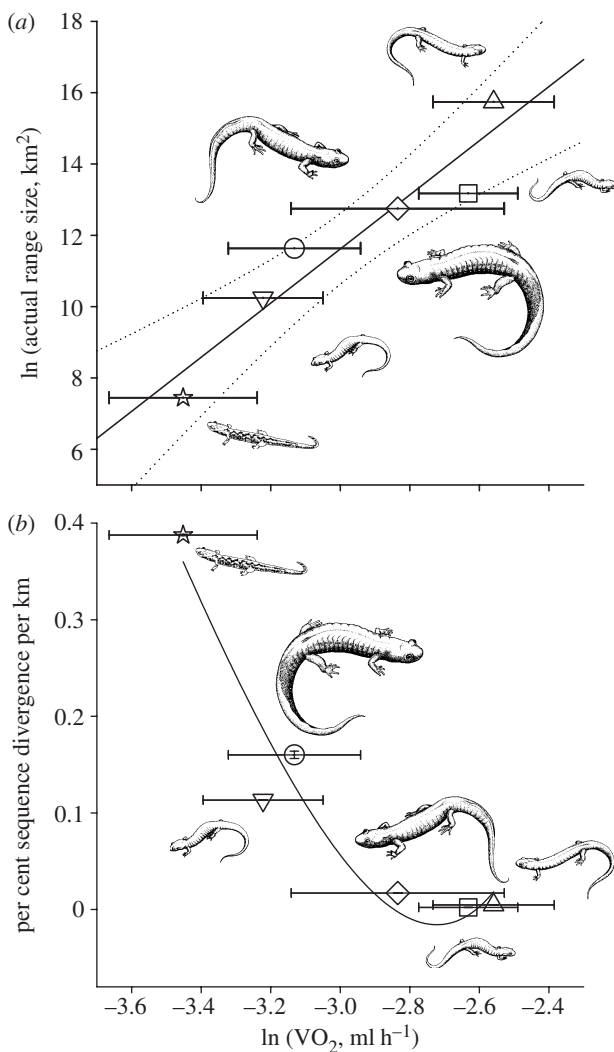 (a)
18
16
14
12
10
8
6
ln (actual range size, km²)
(b)
0.4
0.3
0.2
0.1
0
per cent sequence divergence per km
−3.6 −3.4 −3.2 −3.0 −2.8 −2.6 −2.4
ln (VO₂, ml h⁻¹)